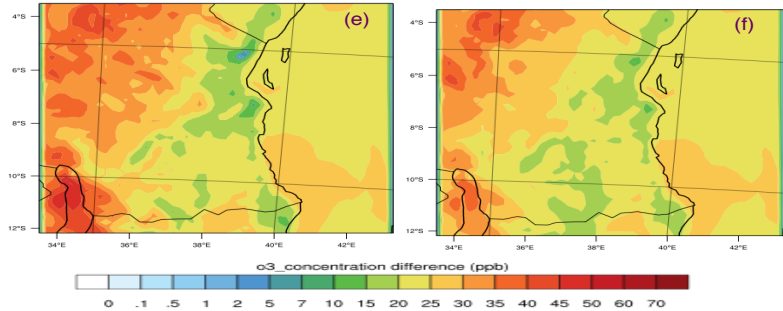 (e)
(f)
4°S
6°S
8°S
10°S
12°S
34°E 36°E 38°E 40°E 42°E
4°S
6°S
8°S
10°S
12°S
34°E 36°E 38°E 40°E 42°E
o3_concentration difference (ppb)
0 .1 .5 1 2 5 7 10 15 20 25 30 35 40 45 50 60 70